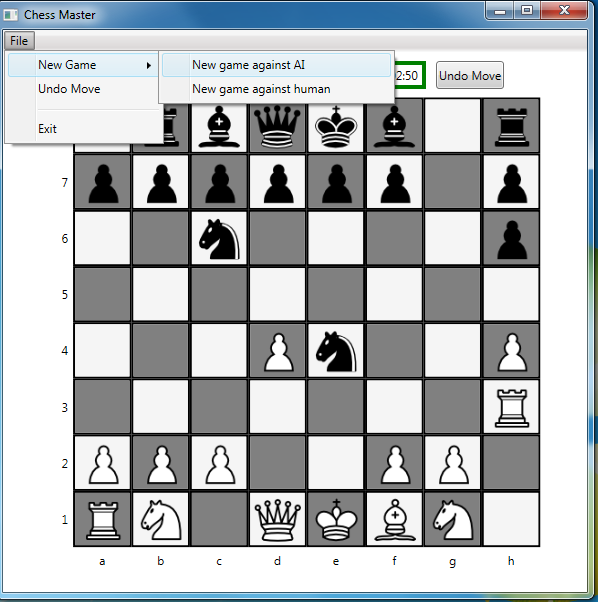 Chess Master
File
New Game
New game against AI
2:50
Undo Move
Undo Move
New game against human
Exit
7
6
5
4
3
2
1
a b c d e f g h